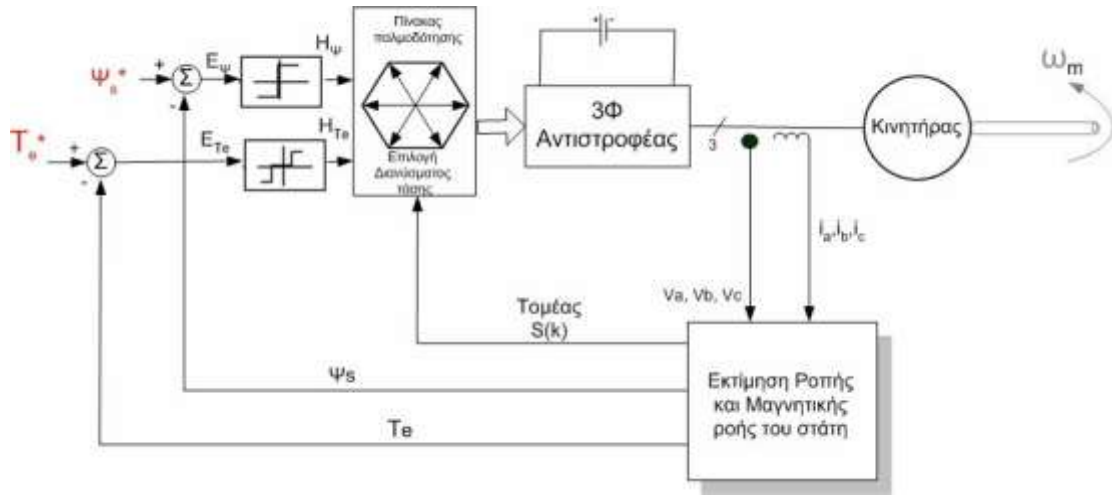 Πίνακας
παλμοδότησης
Επιλογή
Διανύσματος
τάσης
Ψs*
+
-
Σ
EΨ
HΨ
Te*
+
-
Σ
ETe
HTe
+ -
3Φ
Αντιστροφέας
3
Κινητήρας
ωm
ia,ib,ic
Va, Vb, Vc
Τομέας
S(k)
Ψs
Te
Εκτίμηση Ροπής
και Μαγνητικής
ροής του στάτη